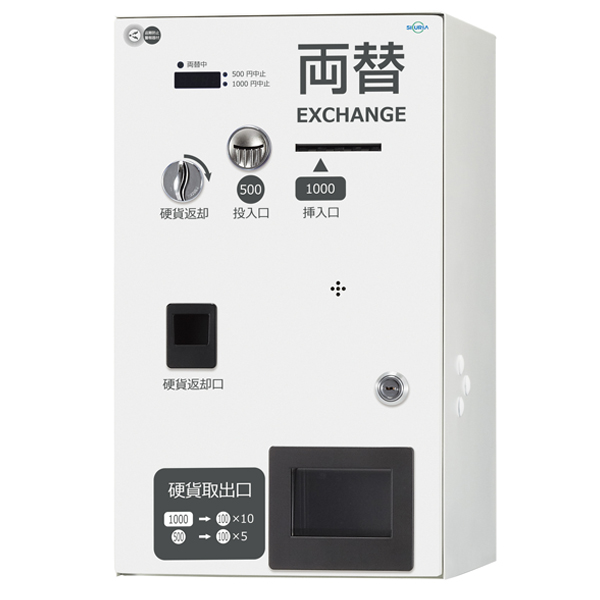 SIKURIA
両替中
500 円中止
1000 円中止
両替
EXCHANGE
500
1000
硬貨返却
投入口
挿入口
硬貨返却口
硬貨取出口
1000 → 100 ×10
500 → 100 ×5